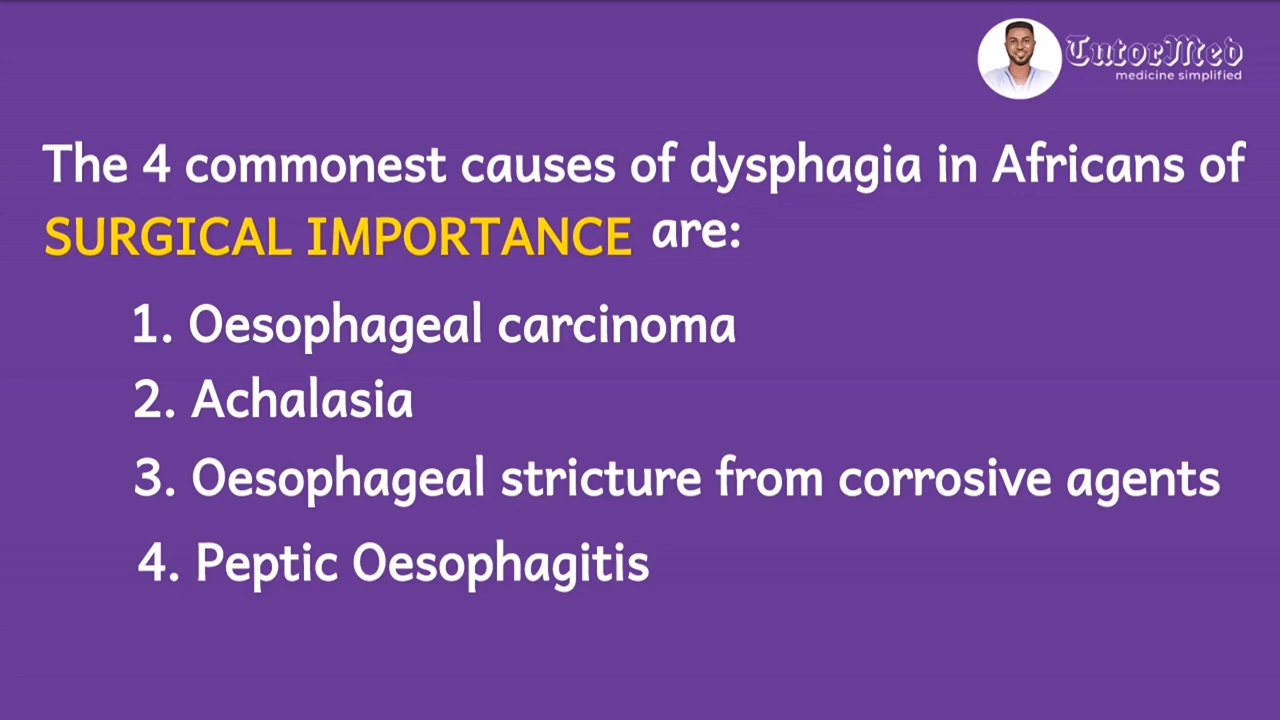 TutorMed
medicine simplified
The 4 commonest causes of dysphagia in Africans of
SURGICAL IMPORTANCE are:
1. Oesophageal carcinoma
2. Achalasia
3. Oesophageal stricture from corrosive agents
4. Peptic Oesophagitis